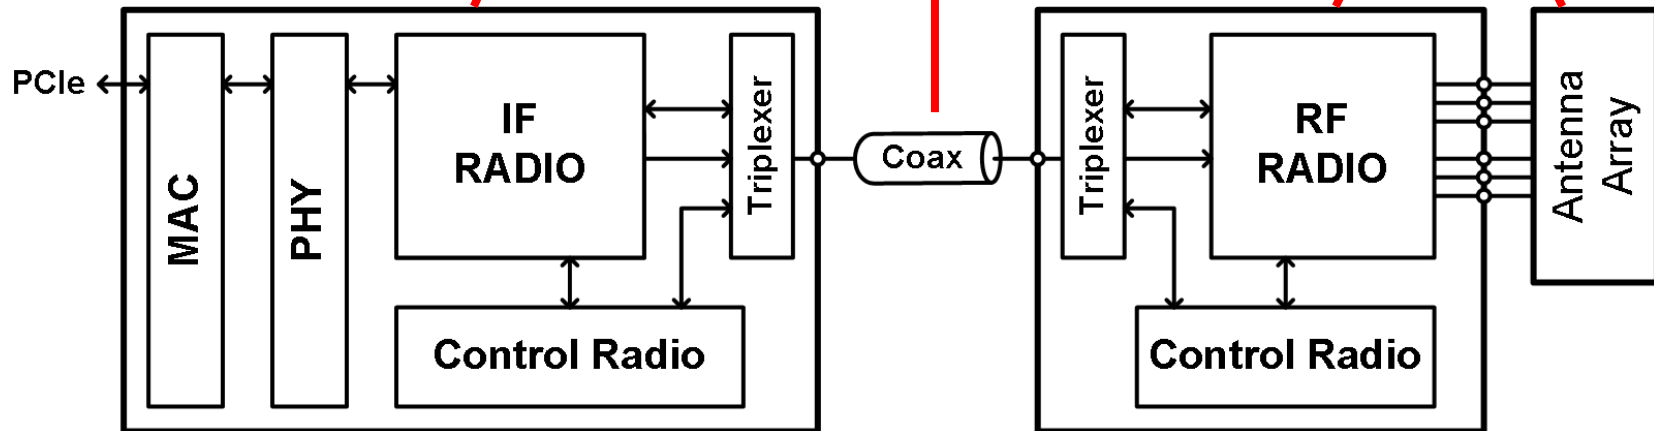 PCIe
MAC
PHY
IF
RADIO
Triplexer
Control Radio
Coax
Triplexer
RF
RADIO
Control Radio
Antenna
Array